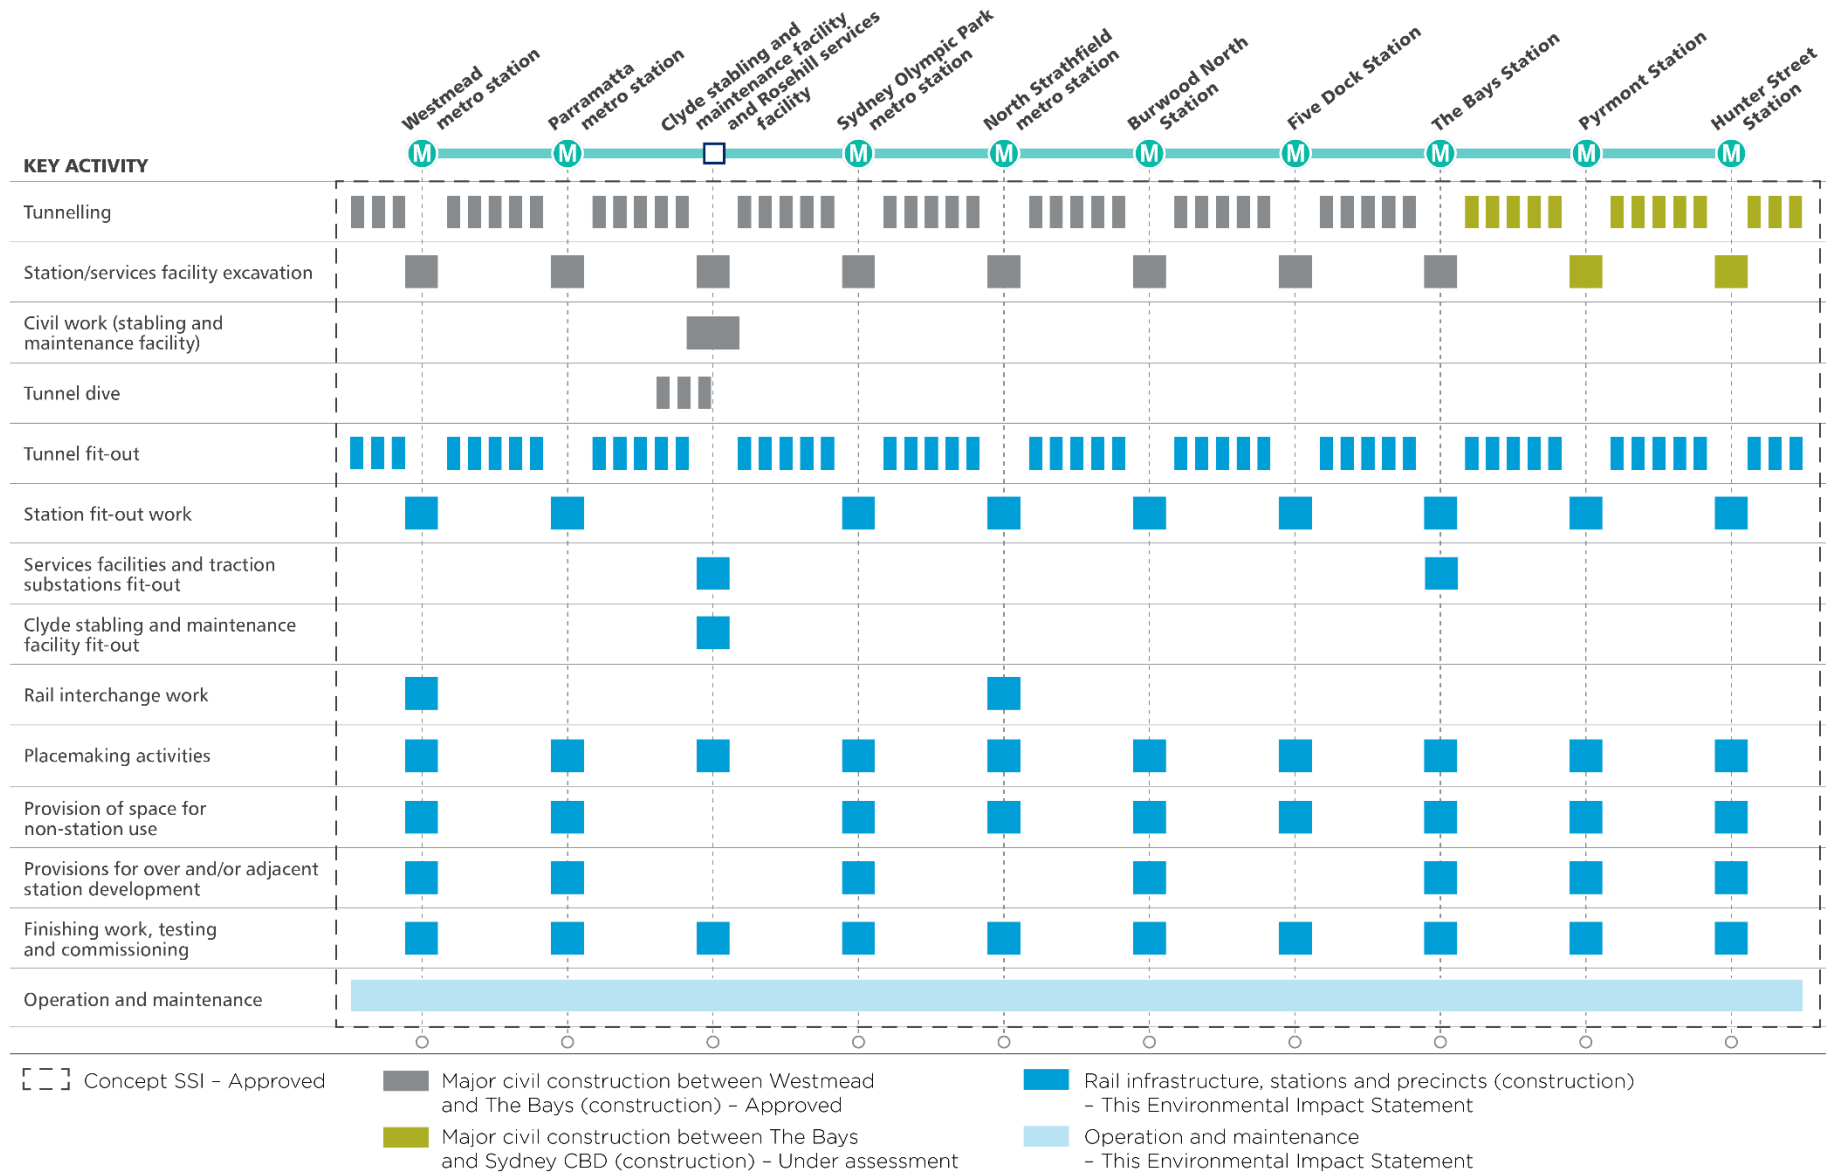 Westmead
metro station
Parramatta
metro station
Clyde stabling and
maintenance facility
and Rosehill services
facility
Sydney Olympic Park
metro station
North Strathfield
metro station
Burwood North
Station
Five Dock Station
The Bays Station
Pyrmont Station
Hunter Street
Station
M M M M M M M M M
KEY ACTIVITY
Tunnelling
Station/services facility excavation
Civil work (stabling and
maintenance facility)
Tunnel dive
Tunnel fit-out
Station fit-out work
Services facilities and traction
substations fit-out
Clyde stabling and maintenance
facility fit-out
Rail interchange work
Placemaking activities
Provision of space for
non-station use
Provisions for over and/or adjacent
station development
Finishing work, testing
and commissioning
Operation and maintenance
Concept SSI – Approved
Major civil construction between Westmead
and The Bays (construction) – Approved
Major civil construction between The Bays
and Sydney CBD (construction) – Under assessment
Rail infrastructure, stations and precincts (construction)
– This Environmental Impact Statement
Operation and maintenance
– This Environmental Impact Statement